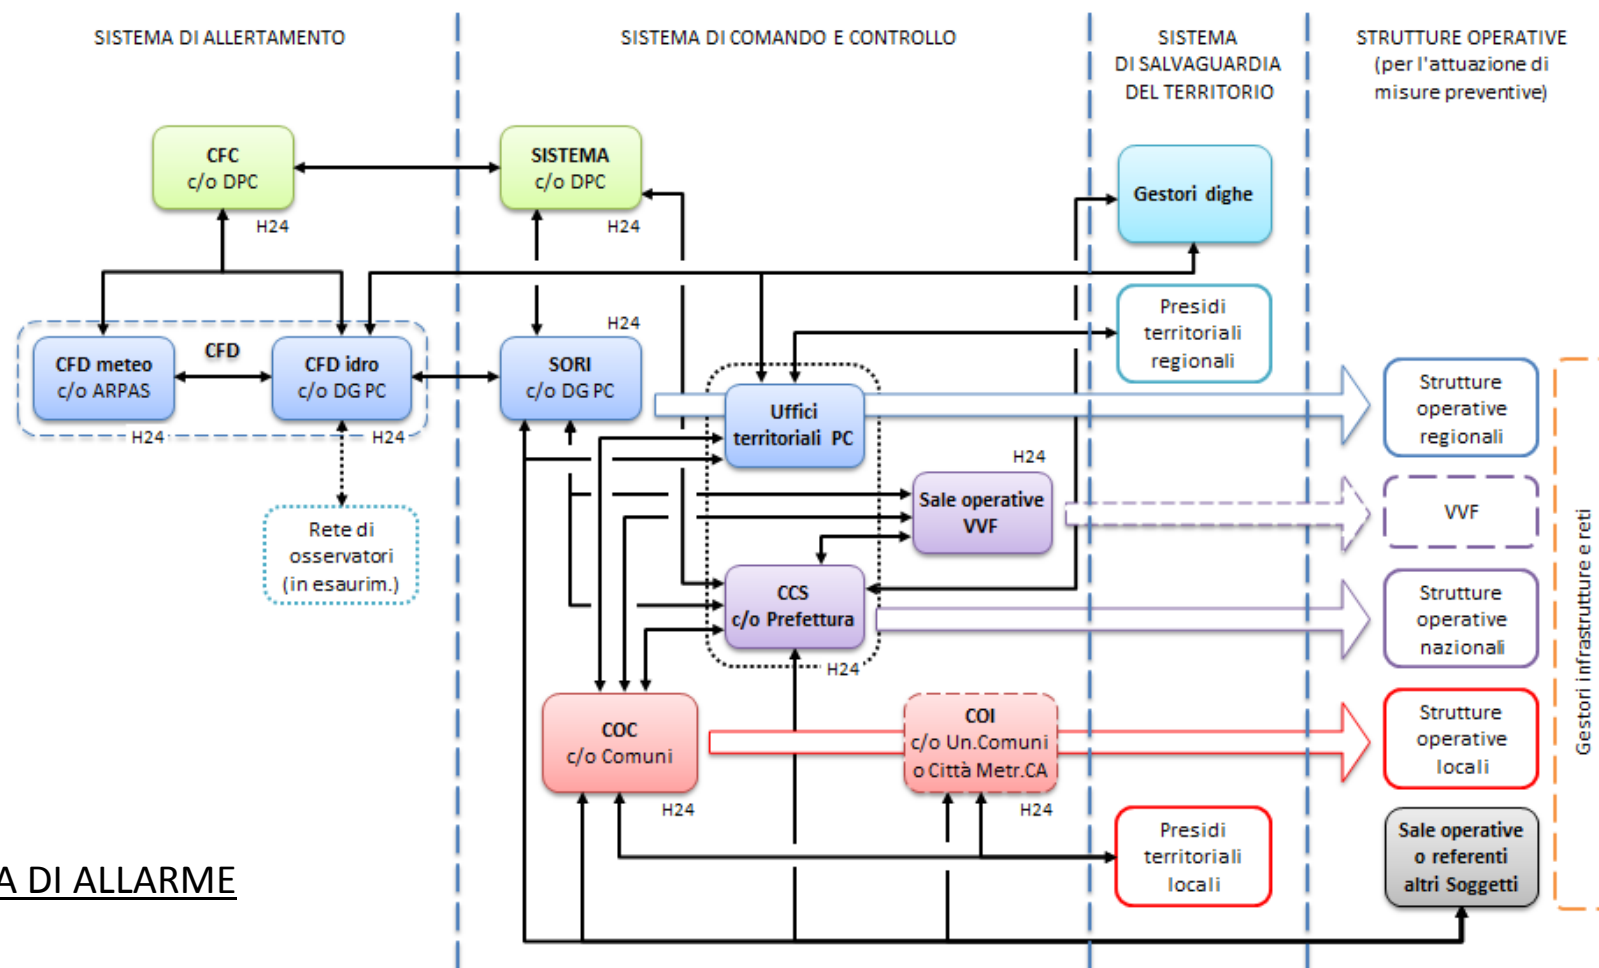 SISTEMA DI ALLERTAMENTO
SISTEMA DI COMANDO E CONTROLLO
SISTEMA
DI SALVAGUARDIA
DEL TERRITORIO
STRUTTURE OPERATIVE
(per l'attuazione di
misure preventive)
CFC
c/o DPC
H24
SISTEMA
c/o DPC
H24
Gestori dighe
Presidi
territoriali
regionali
CFD meteo
c/o ARPAS
H24
CFD
CFD idro
c/o DG PC
H24
H24
SORI
c/o DG PC
Uffici
territoriali PC
Strutture
operative
regionali
Rete di
osservatori
(in esaurim.)
H24
Sale operative
VVF
VVF
CCS
c/o Prefettura
H24
Strutture
operative
nazionali
Gestori infrastrutture e reti
COC
c/o Comuni
H24
COI
c/o Un.Comuni
o Città Metr.CA
H24
Strutture
operative
locali
Presidi
territoriali
locali
Sale operative
o referenti
altri Soggetti
A DI ALLARME